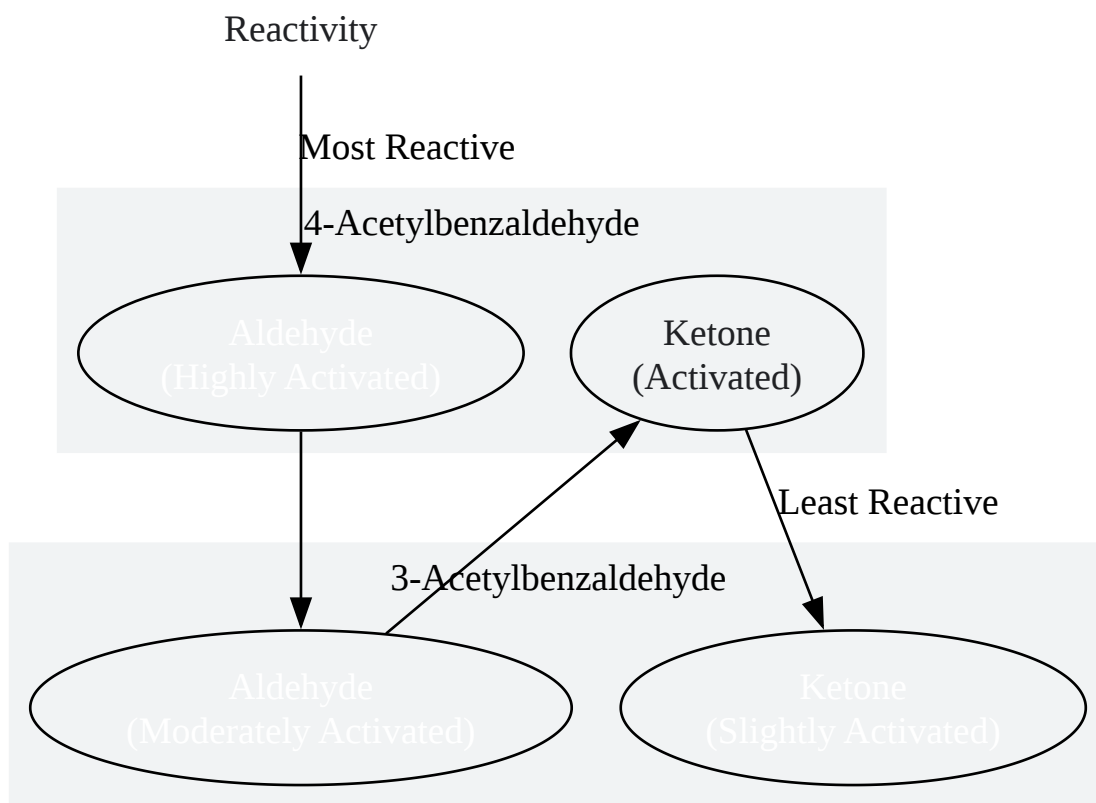 Reactivity
Most Reactive
4-Acetylbenzaldehyde
Aldehyde
(Highly Activated)
Ketone
(Activated)
Least Reactive
3-Acetylbenzaldehyde
Aldehyde
(Moderately Activated)
Ketone
(Slightly Activated)